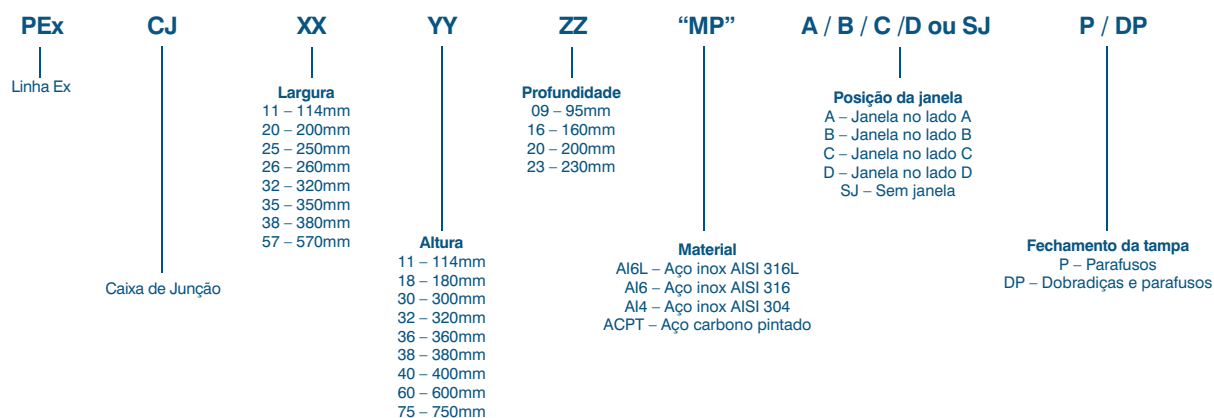 PEx CJ XX YY ZZ “MP” A / B / C /D ou SJ P / DP
Linha Ex
Caixa de Junção
Largura
11 – 114mm
20 – 200mm
25 – 250mm
26 – 260mm
32 – 320mm
35 – 350mm
38 – 380mm
57 – 570mm
Altura
11 – 114mm
18 – 180mm
30 – 300mm
32 – 320mm
36 – 360mm
38 – 380mm
40 – 400mm
60 – 600mm
75 – 750mm
Profundidade
09 – 95mm
16 – 160mm
20 – 200mm
23 – 230mm
Material
AI6L – Aço inox AISI 316L
AI6 – Aço inox AISI 316
AI4 – Aço inox AISI 304
ACPT – Aço carbono pintado
Posição da janela
A – Janela no lado A
B – Janela no lado B
C – Janela no lado C
D – Janela no lado D
SJ – Sem janela
Fechamento da tampa
P – Parafusos
DP – Dobradiças e parafusos